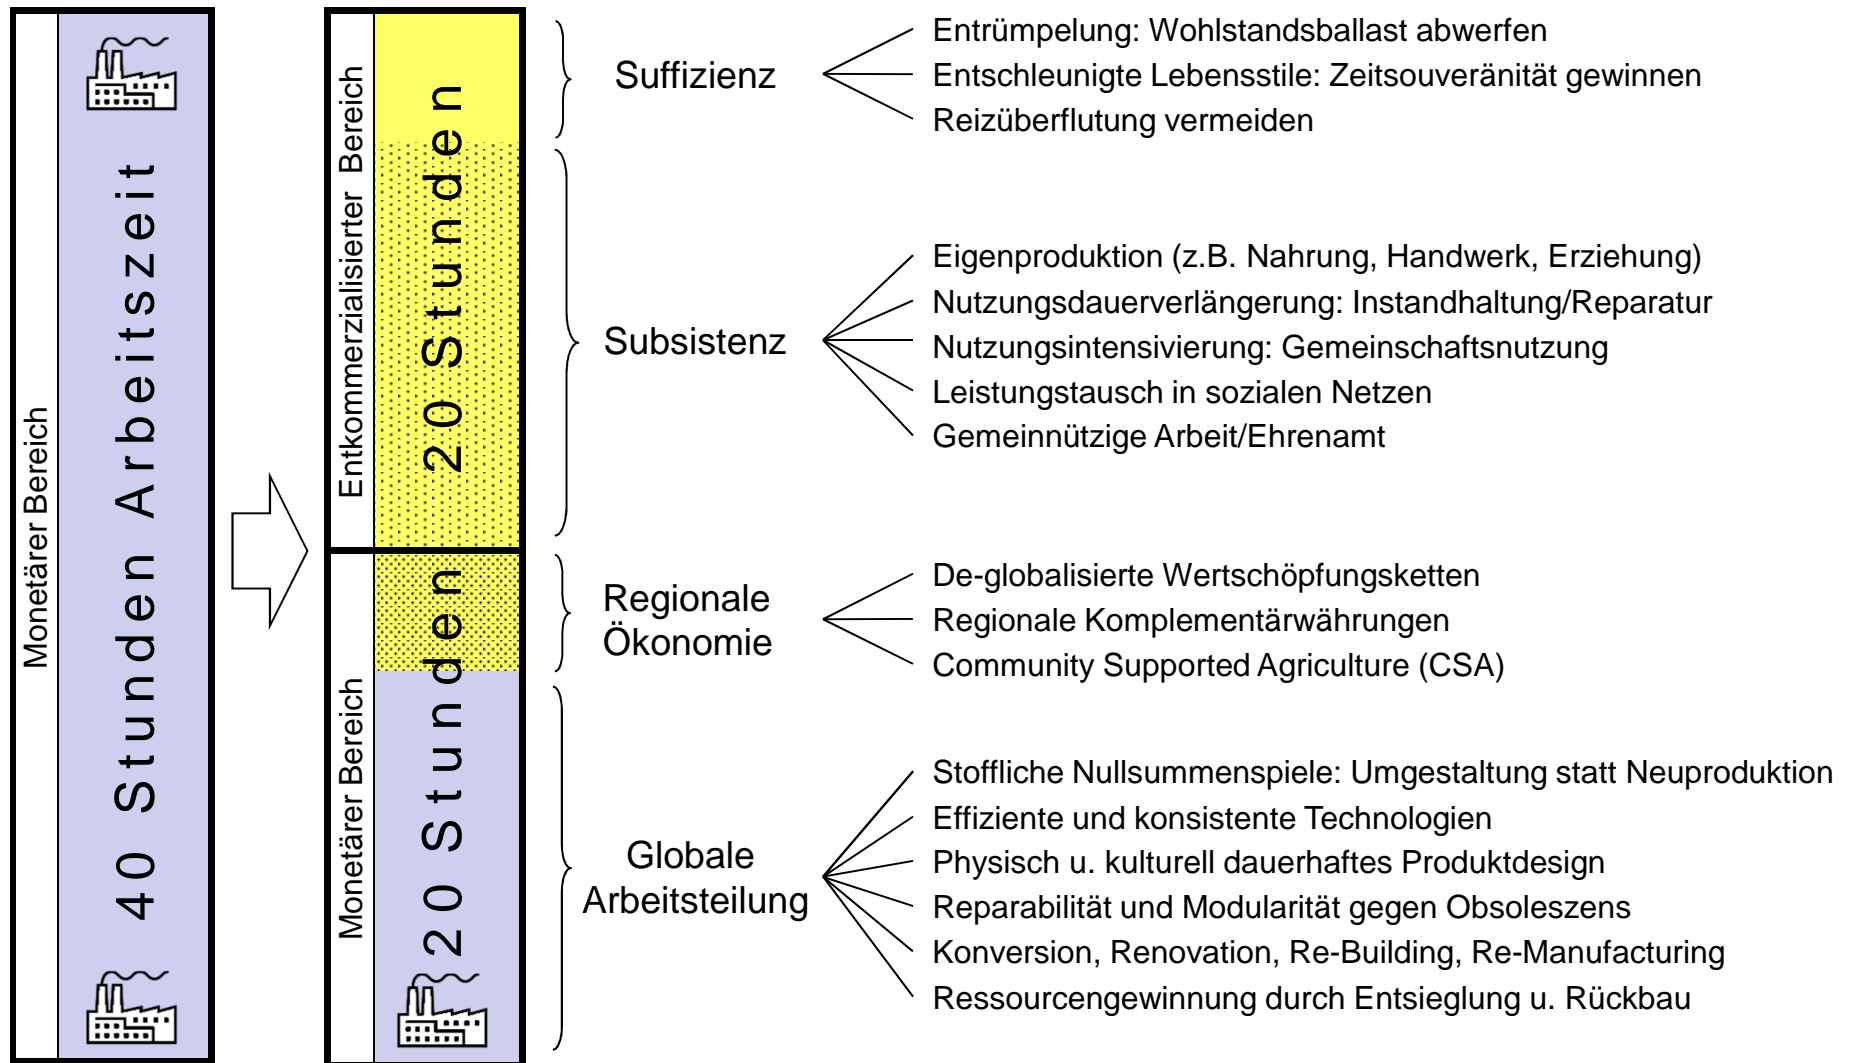 Monetärer Bereich
40 Stunden Arbeitszeit
Entkommerzialisierter Bereich
20 Stunden
Monetärer Bereich
20 Stunden
Suffizienz
Entrümpelung: Wohlstandsballast abwerfen
Entschleunigte Lebensstile: Zeitsouveränität gewinnen
Reizüberflutung vermeiden
Subsistenz
Eigenproduktion (z.B. Nahrung, Handwerk, Erziehung)
Nutzungsdauerverlängerung: Instandhaltung/Reparatur
Nutzungsintensivierung: Gemeinschaftsnutzung
Leistungstausch in sozialen Netzen
Gemeinnützige Arbeit/Ehrenamt
Regionale
Ökonomie
De-globalisierte Wertschöpfungsketten
Regionale Komplementärwährungen
Community Supported Agriculture (CSA)
Globale
Arbeitsteilung
Stoffliche Nullsummenspiele: Umgestaltung statt Neuproduktion
Effiziente und konsistente Technologien
Physisch u. kulturell dauerhaftes Produktdesign
Reparabilität und Modularität gegen Obsoleszens
Konversion, Renovation, Re-Building, Re-Manufacturing
Ressourcengewinnung durch Entsieglung u. Rückbau